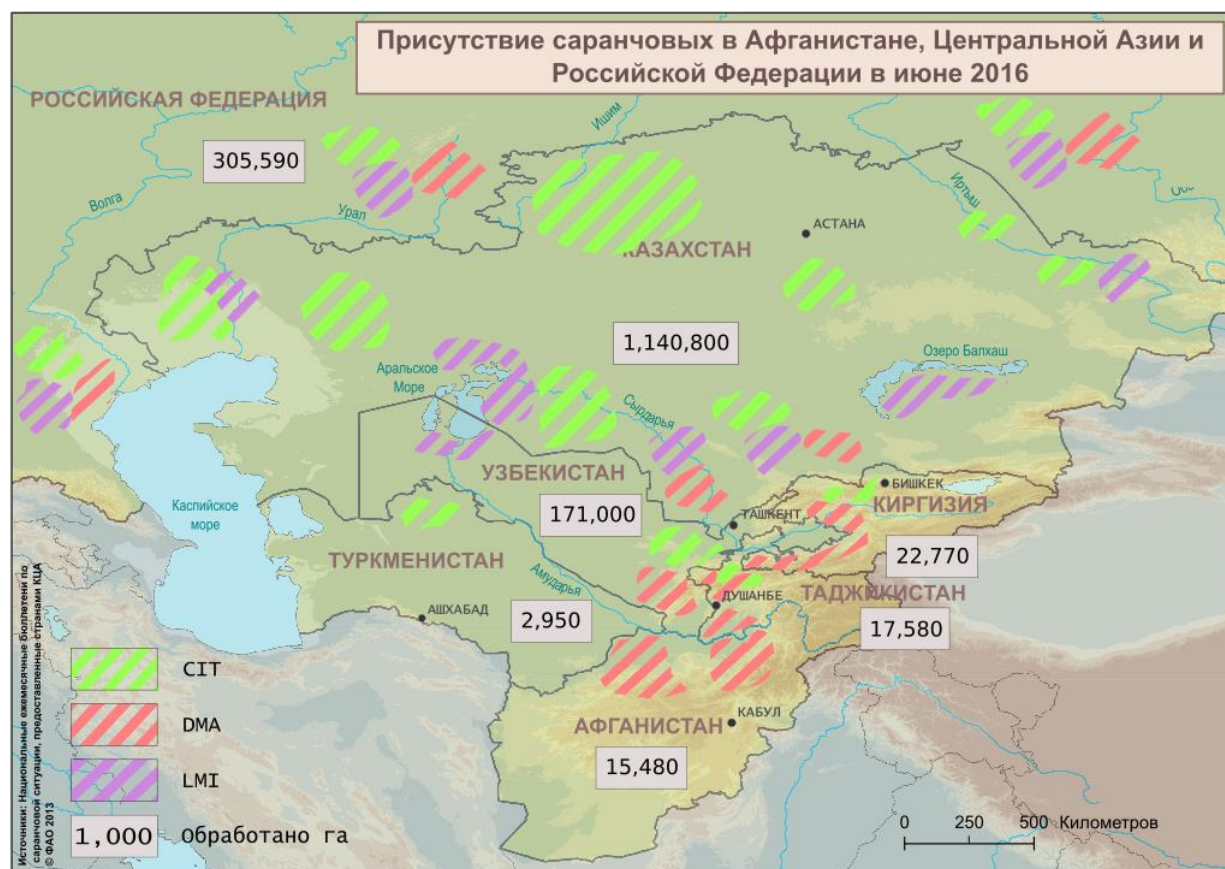 Присутствие саранчовых в Афганистане, Центральной Азии и
Российской Федерации в июне 2016
РОССИЙСКАЯ ФЕДЕРАЦИЯ
305,590
Волга
Урал
Ишим
Иртыш
АСТАНА
КАЗАХСТАН
1,140,800
Озеро Балхаш
Аральское
Море
Сырдарья
УЗБЕКИСТАН
171,000
БИШКЕК
КИРГИЗИЯ
22,770
ТАШКЕНТ
Каспийское
море
ТУРКМЕНИСТАН
Амударья
2,950
АШХАБАД
ДУШАНБЕ
ТАДЖИКИСТАН
17,580
КАБУЛ
АФГАНИСТАН
15,480
CIT
DMA
LMI
1,000 Обработано га
0 250 500 Километров
Источники: Национальные ежемесячные бюллетени по
саранчовой ситуации, предоставленные странами КЦА
© ФАО 2013